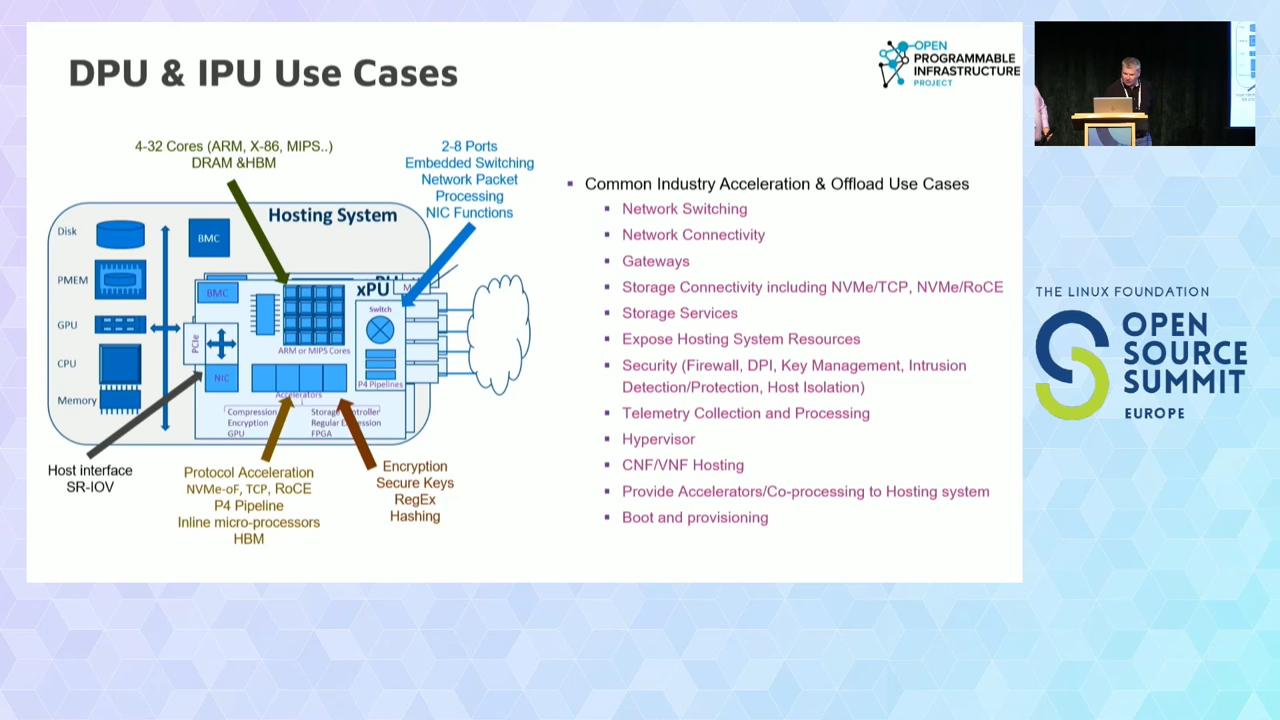 DPU & IPU Use Cases
OPEN
PROGRAMMABLE
INFRASTRUCTURE
PROJECT
4-32 Cores (ARM, X-86, MIPS..)
DRAM &HBM
2-8 Ports
Embedded Switching
Network Packet
Processing
NIC Functions
Hosting System
Disk
PMEM
GPU
CPU
Memory
BMC
BMC
xPU
PCIe
NIC
ARM or MIPS Cores
Switch
P4 Pipelines
Accelerators
Compression
Encryption
GPU
FPGA
Host interface
SR-IOV
Protocol Acceleration
NVMe-oF, TCP, RoCE
P4 Pipeline
Inline micro-processors
HBM
Encryption
Secure Keys
RegEx
Hashing
▪ Common Industry Acceleration & Offload Use Cases
▪ Network Switching
▪ Network Connectivity
▪ Gateways
▪ Storage Connectivity including NVMe/TCP, NVMe/RoCE
▪ Storage Services
▪ Expose Hosting System Resources
▪ Security (Firewall, DPI, Key Management, Intrusion
Detection/Protection, Host Isolation)
▪ Telemetry Collection and Processing
▪ Hypervisor
▪ CNF/VNF Hosting
▪ Provide Accelerators/Co-processing to Hosting system
▪ Boot and provisioning
THE LINUX FOUNDATION
OPEN
SOURCE
SUMMIT
EUROPE